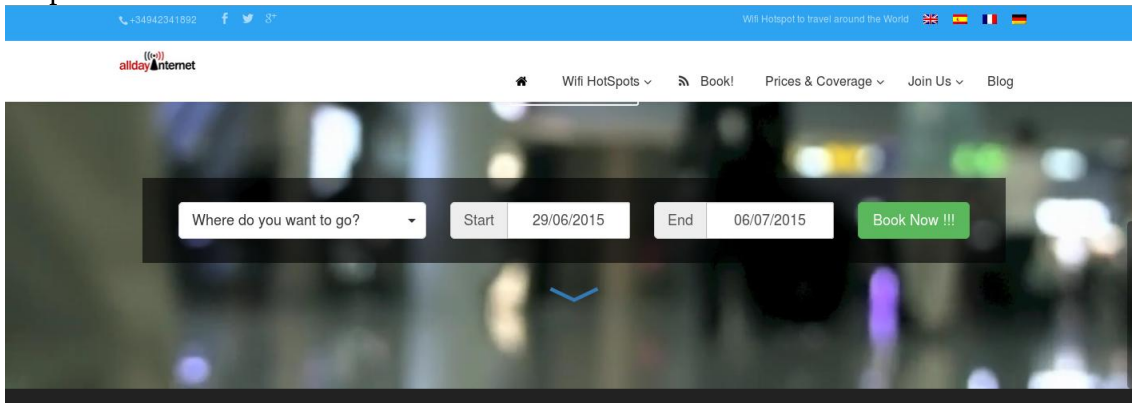 +34942341892 f 8+ Wifi Hotspot to travel around the World
((•))
alldayinternet
Wifi HotSpots Book! Prices & Coverage Join Us Blog
Where do you want to go? Start 29/06/2015 End 06/07/2015 Book Now !!!